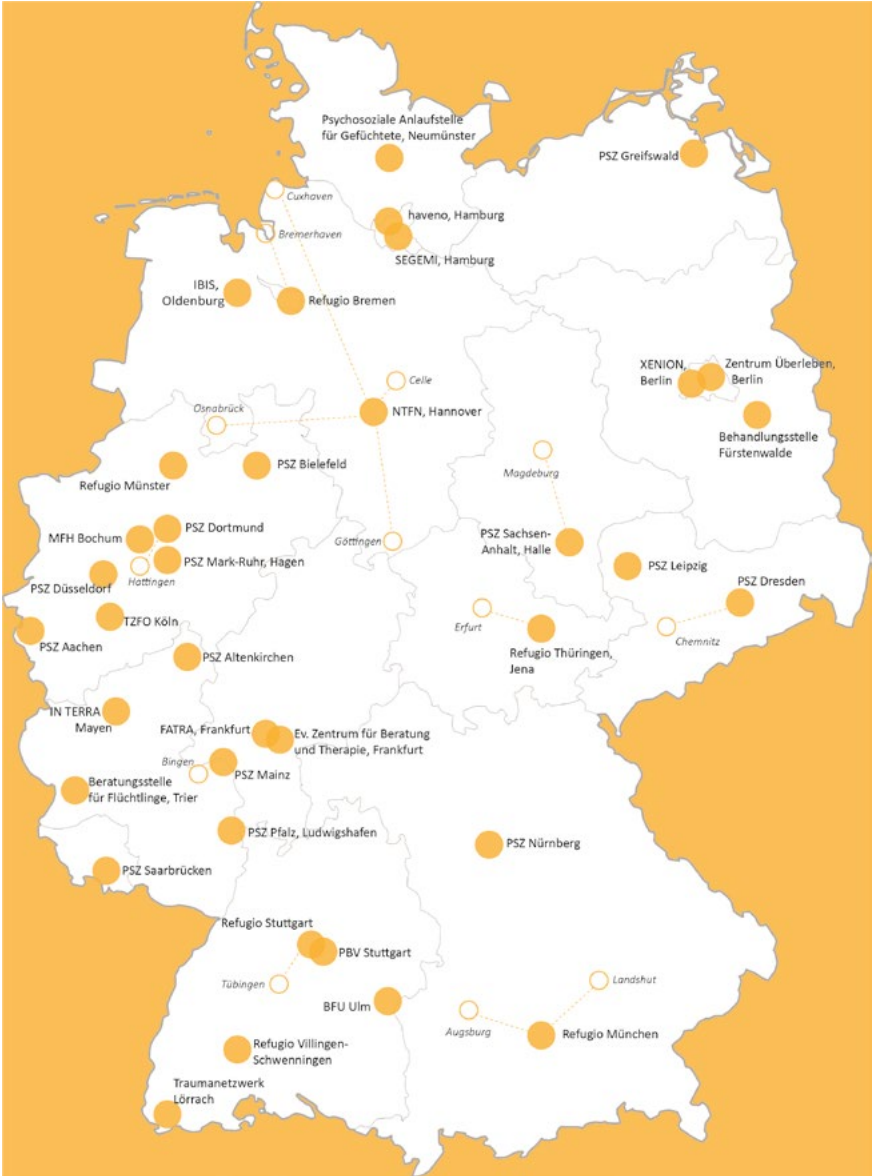 Psychosoziale Anlaufstelle
für Gefüchtete, Neumünster
PSZ Greifswald
Cuxhaven
haveno, Hamburg
Bremerhaven
SEGEMI, Hamburg
IBIS,
Oldenburg
Refugio Bremen
XENION,
Berlin
Zentrum Überleben,
Berlin
Celle
Osnabrück
NTFN, Hannover
Behandlungsstelle
Fürstenwalde
PSZ Bielefeld
Refugio Münster
Magdeburg
PSZ Dortmund
MFH Bochum
Göttingen
PSZ Sachsen-
Anhalt, Halle
PSZ Mark-Ruhr, Hagen
PSZ Leipzig
Hattingen
PSZ Düsseldorf
PSZ Dresden
TZFO Köln
Erfurt
Chemnitz
PSZ Aachen
Refugio Thüringen,
Jena
PSZ Altenkirchen
IN TERRA
Mayen
FATRA, Frankfurt
Ev. Zentrum für Beratung
und Therapie, Frankfurt
Bingen
PSZ Mainz
Beratungsstelle
für Flüchtlinge, Trier
PSZ Pfalz, Ludwigshafen
PSZ Nürnberg
PSZ Saarbrücken
Refugio Stuttgart
PBV Stuttgart
Tübingen
Landshut
BFU Ulm
Augsburg
Refugio München
Refugio Villingen-
Schwenningen
Traumanetzwerk
Lörrach